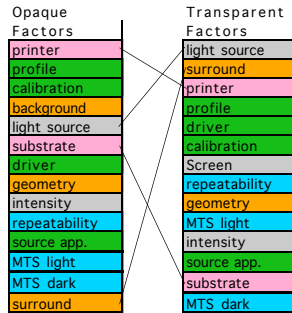 Opaque
Factors
printer
profile
calibration
background
light source
substrate
driver
geometry
intensity
repeatability
source app.
MTS light
MTS dark
surround
Transparent
Factors
light source
surround
printer
profile
driver
calibration
Screen
repeatability
geometry
MTS light
intensity
source app.
substrate
MTS dark